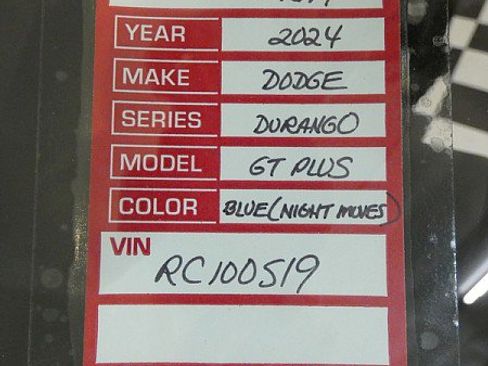 YEAR 2024
MAKE DODGE
SERIES DURANGO
MODEL GT PLUS
COLOR BLUE (NIGHT MOVES)
VIN
RC100519